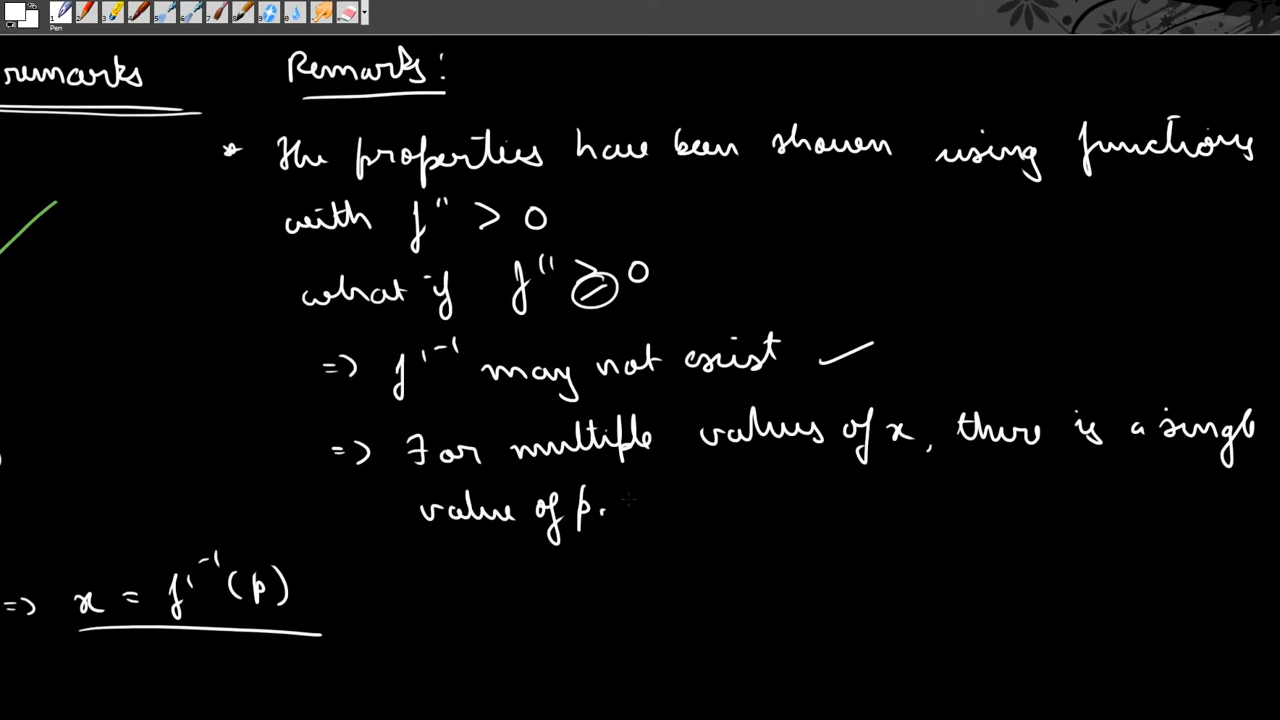 remarks Remarks:
* The properties have been shown using functions
with f'' > 0
what if f'' ≥ 0
=> f'⁻¹ may not exist ✓
=> For multiple values of x, there is a single
value of p.
=> x = f'⁻¹(p)
Pen